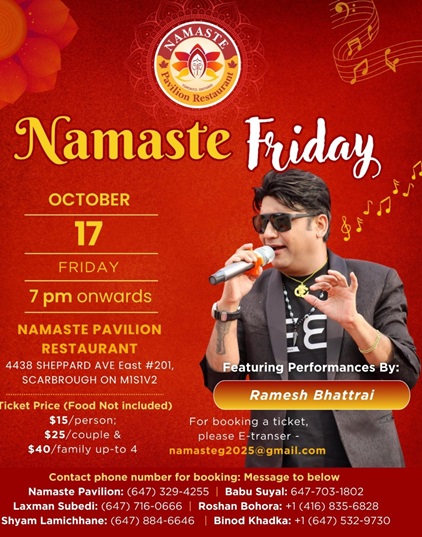 NAMASTE
Pavilion Restaurant
Namaste Friday
OCTOBER
17
FRIDAY
7 pm onwards
NAMASTE PAVILION
RESTAURANT
4438 SHEPPARD AVE East #201,
SCARBROUGH ON M1S1V2
Featuring Performances By:
Ramesh Bhattrai
Ticket Price (Food Not included)
$15/person;
$25/couple &
$40/family up-to 4
For booking a ticket,
please E-transer -
namasteg2025@gmail.com
Contact phone number for booking: Message to below
Namaste Pavilion: (647) 329-4255 | Babu Suyal: 647-703-1802
Laxman Subedi: (647) 716-0666 | Roshan Bohora: +1 (416) 835-6828
Shyam Lamichhane: (647) 884-6646 | Binod Khadka: +1 (647) 532-9730